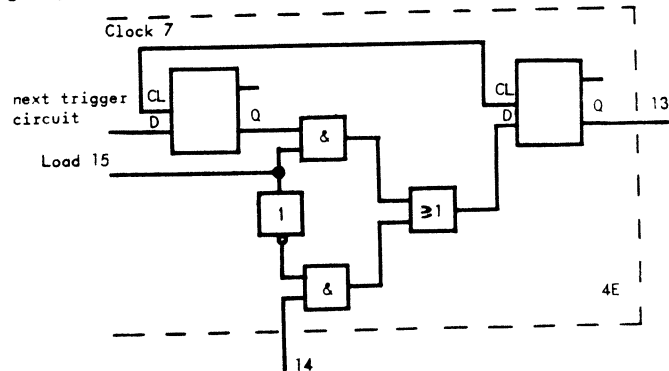 Clock 7
CL
next trigger
circuit
D
Q
&
Load 15
1
&
14
≥1
CL
D
Q
13
4E